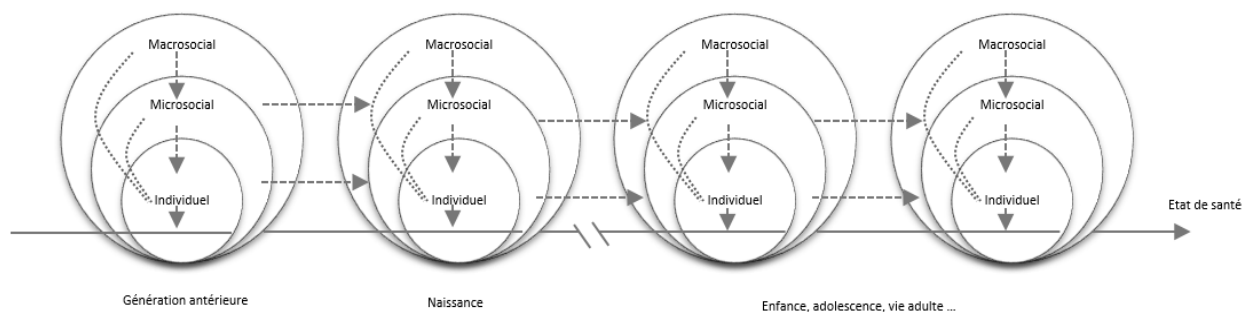 Macrosocial
Macrosocial
Macrosocial
Macrosocial
Microsocial
Microsocial
Microsocial
Microsocial
Individuel
Individuel
Individuel
Individuel
Etat de santé
Génération antérieure
Naissance
Enfance, adolescence, vie adulte ...